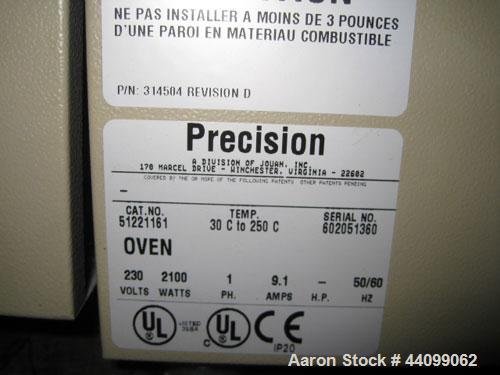 NE PAS INSTALLER A MOINS DE 3 POUNCES
D'UNE PAROI EN MATERIAU COMBUSTIBLE
P/N: 314504 REVISION D
Precision
A DIVISION OF JOUAN, INC.
170 MARCEL DRIVE - WINCHESTER, VIRGINIA - 22602
COVERED BY ONE OR MORE OF THE FOLLOWING PATENTS OTHER PATENTS PENDING
-
CAT.NO. TEMP. SERIAL NO.
51221161 30 C to 250 C 602051360
OVEN
230 2100 1 9.1 - 50/60
VOLTS WATTS PH. AMPS H.P. HZ
UL LISTED C UL CE
IP20
Aaron Stock # 44099062